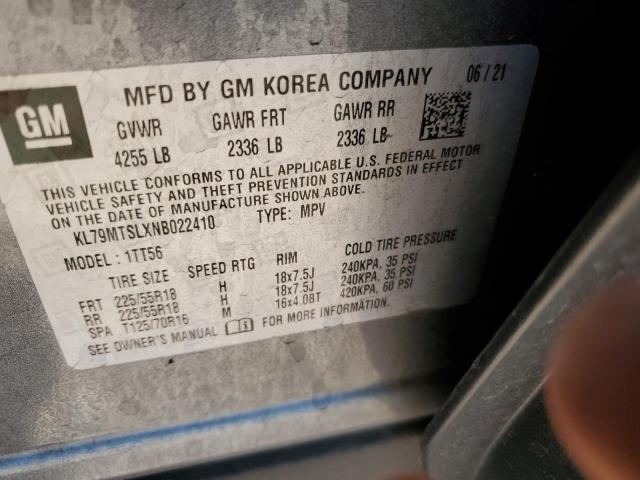 GM
MFD BY GM KOREA COMPANY 06/21
GVWR GAWR FRT GAWR RR
4255 LB 2336 LB 2336 LB
THIS VEHICLE CONFORMS TO ALL APPLICABLE U.S. FEDERAL MOTOR
VEHICLE SAFETY AND THEFT PREVENTION STANDARDS IN EFFECT
ON THE DATE OF MANUFACTURE SHOWN ABOVE.
KL79MTSLXNB022410 TYPE: MPV
MODEL : 1TT56
TIRE SIZE SPEED RTG RIM COLD TIRE PRESSURE
FRT 225/55R18 H 18x7.5J 240KPA, 35 PSI
RR 225/55R18 H 18x7.5J 240KPA, 35 PSI
SPA T125/70R16 M 16x4.0BT 420KPA, 60 PSI
SEE OWNER'S MANUAL FOR MORE INFORMATION.